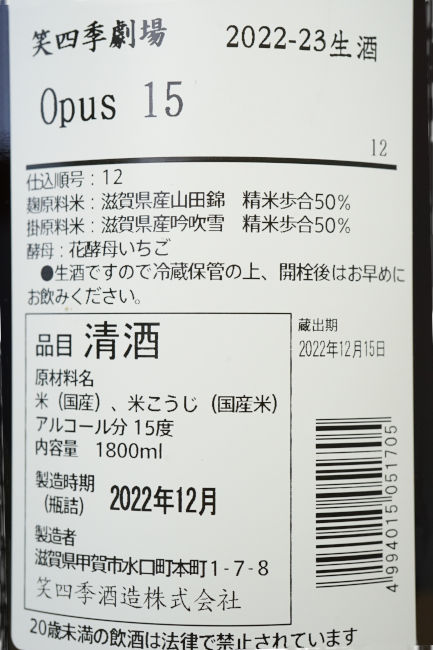 笑四季劇場 2022-23生酒
Opus 15
12
仕込順号：12
麹原料米：滋賀県産山田錦 精米歩合50%
掛原料米：滋賀県産吟吹雪 精米歩合50%
酵母：花酵母いちご
●生酒ですので冷蔵保管の上、開栓後はお早めに
お飲みください。
品目 清酒
原材料名
米（国産）、米こうじ（国産米）
アルコール分 15度
内容量 1800ml
製造時期
（瓶詰） 2022年12月
製造者
滋賀県甲賀市水口町本町1-7-8
笑四季酒造株式会社
蔵出期
2022年12月15日
4994015051705
20歳未満の飲酒は法律で禁止されています